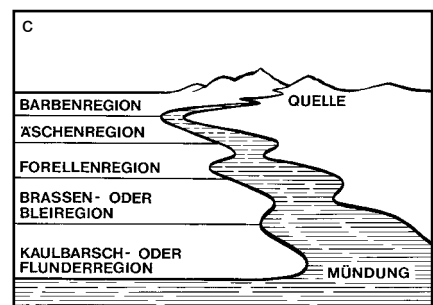 C
QUELLE
BARBENREGION
ÄSCHENREGION
FORELLENREGION
BRASSEN- ODER
BLEIREGION
KAULBARSCH- ODER
FLUNDERREGION
MÜNDUNG